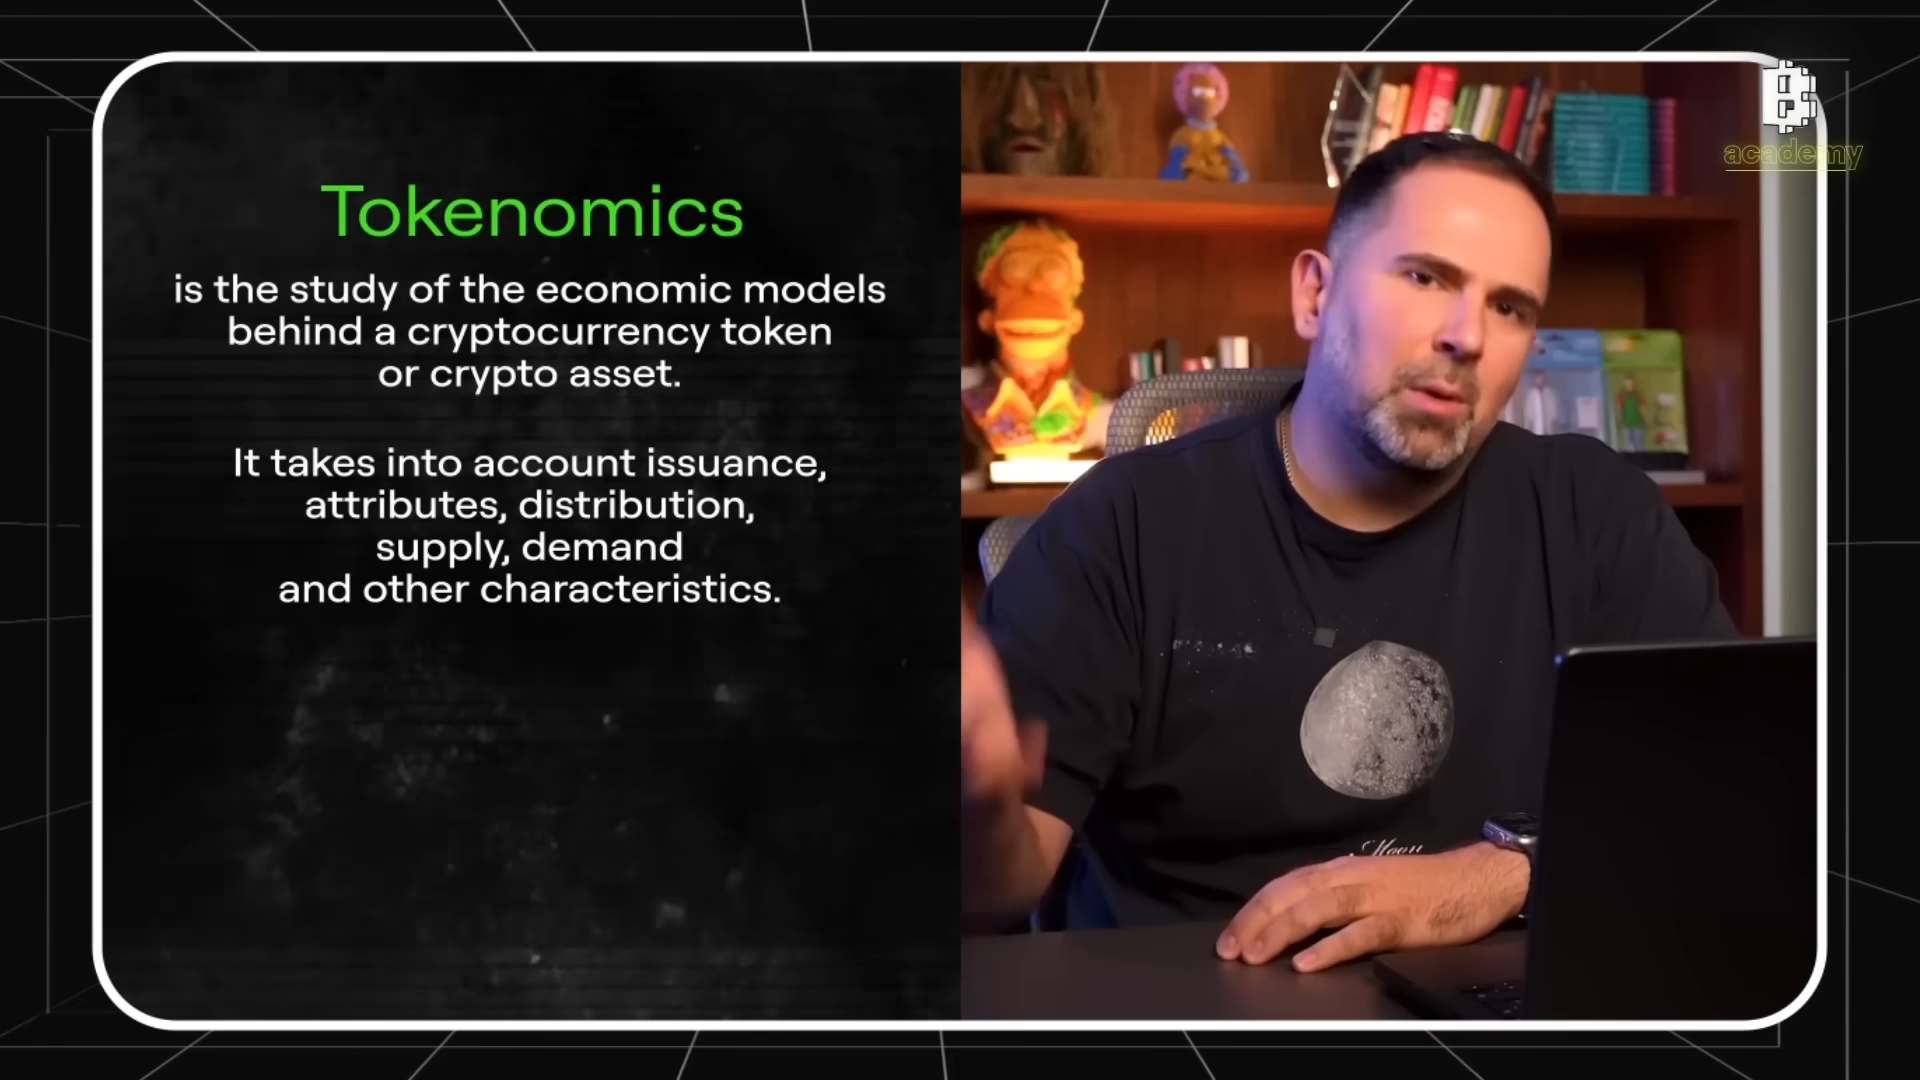 Tokenomics
is the study of the economic models
behind a cryptocurrency token
or crypto asset.
It takes into account issuance,
attributes, distribution,
supply, demand
and other characteristics.
B
academy
Moon